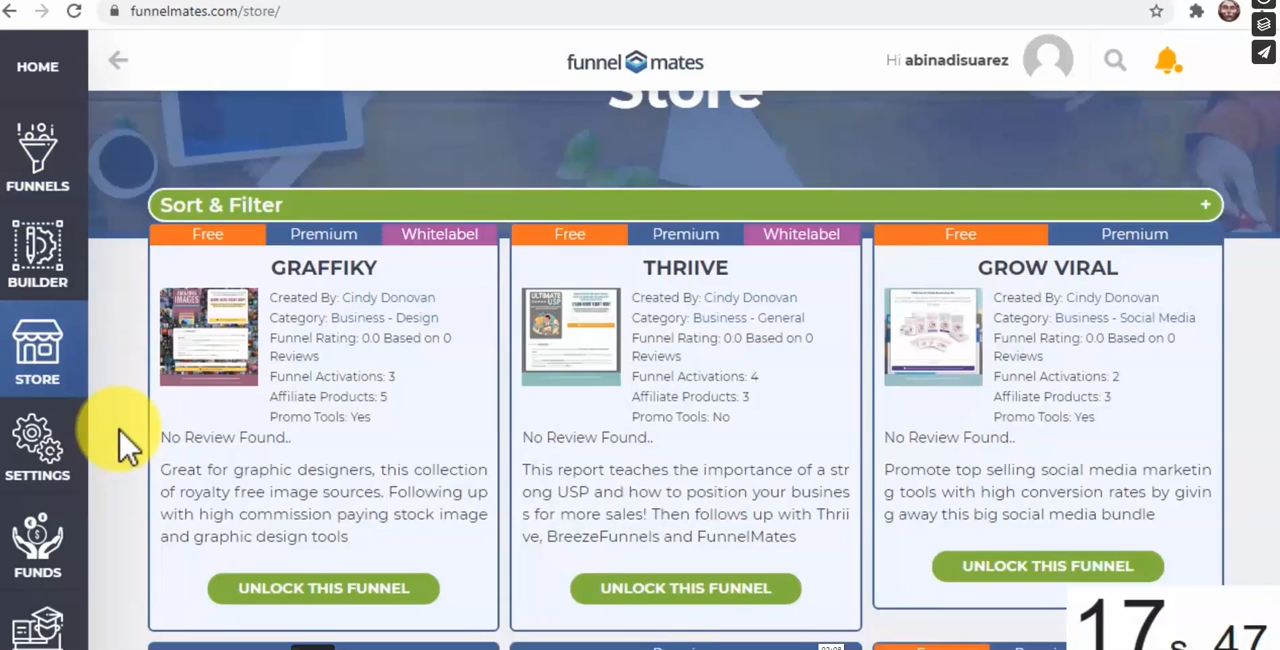 funnelmates.com/store/
HOME
funnel mates
Hi abinadisuarez
Store
FUNNELS
Sort & Filter +
Free Premium Whitelabel
GRAFFIKY
Created By: Cindy Donovan
Category: Business - Design
Funnel Rating: 0.0 Based on 0
Reviews
Funnel Activations: 3
Affiliate Products: 5
Promo Tools: Yes
No Review Found..
Great for graphic designers, this collection
of royalty free image sources. Following up
with high commission paying stock image
and graphic design tools
UNLOCK THIS FUNNEL
Free Premium Whitelabel
THRIIVE
Created By: Cindy Donovan
Category: Business - General
Funnel Rating: 0.0 Based on 0
Reviews
Funnel Activations: 4
Affiliate Products: 3
Promo Tools: No
No Review Found..
This report teaches the importance of a str
ong USP and how to position your busines
s for more sales! Then follows up with Thrii
ve, BreezeFunnels and FunnelMates
UNLOCK THIS FUNNEL
Free Premium
GROW VIRAL
Created By: Cindy Donovan
Category: Business - Social Media
Funnel Rating: 0.0 Based on 0
Reviews
Funnel Activations: 2
Affiliate Products: 3
Promo Tools: Yes
No Review Found..
Promote top selling social media marketin
g tools with high conversion rates by givin
g away this big social media bundle
UNLOCK THIS FUNNEL
BUILDER
STORE
SETTINGS
FUNDS
17s 47